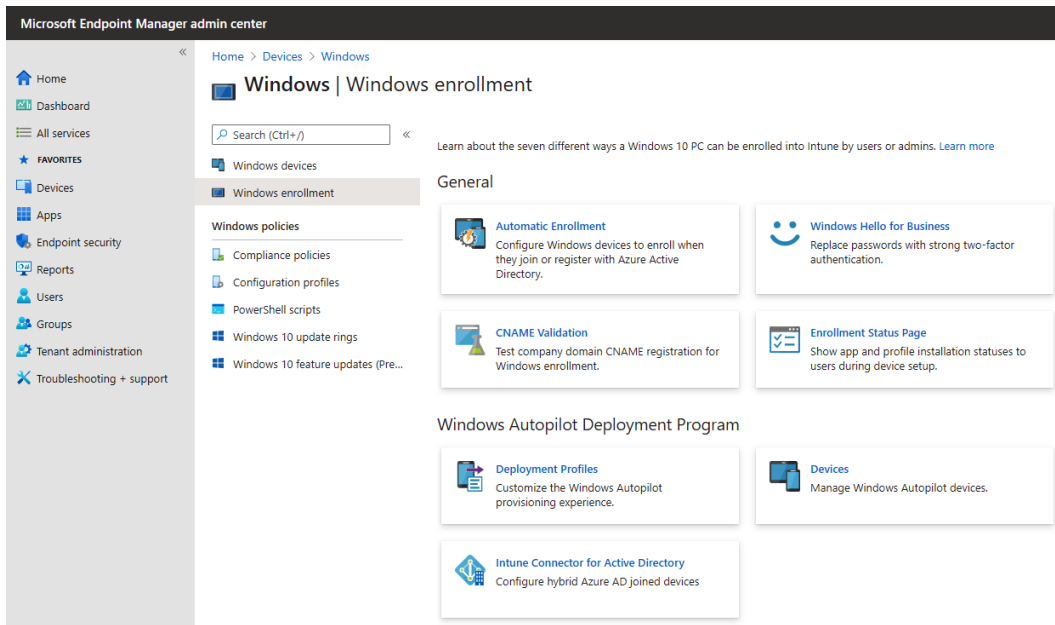 Microsoft Endpoint Manager admin center
«
Home
Dashboard
All services
FAVORITES
Devices
Apps
Endpoint security
Reports
Users
Groups
Tenant administration
Troubleshooting + support
Home > Devices > Windows
Windows | Windows enrollment
Search (Ctrl+/)
«
Windows devices
Windows enrollment
Windows policies
Compliance policies
Configuration profiles
PowerShell scripts
Windows 10 update rings
Windows 10 feature updates (Pre...
Learn about the seven different ways a Windows 10 PC can be enrolled into Intune by users or admins. Learn more
General
Automatic Enrollment
Configure Windows devices to enroll when
they join or register with Azure Active
Directory.
Windows Hello for Business
Replace passwords with strong two-factor
authentication.
CNAME Validation
Test company domain CNAME registration for
Windows enrollment.
Enrollment Status Page
Show app and profile installation statuses to
users during device setup.
Windows Autopilot Deployment Program
Deployment Profiles
Customize the Windows Autopilot
provisioning experience.
Devices
Manage Windows Autopilot devices.
Intune Connector for Active Directory
Configure hybrid Azure AD joined devices